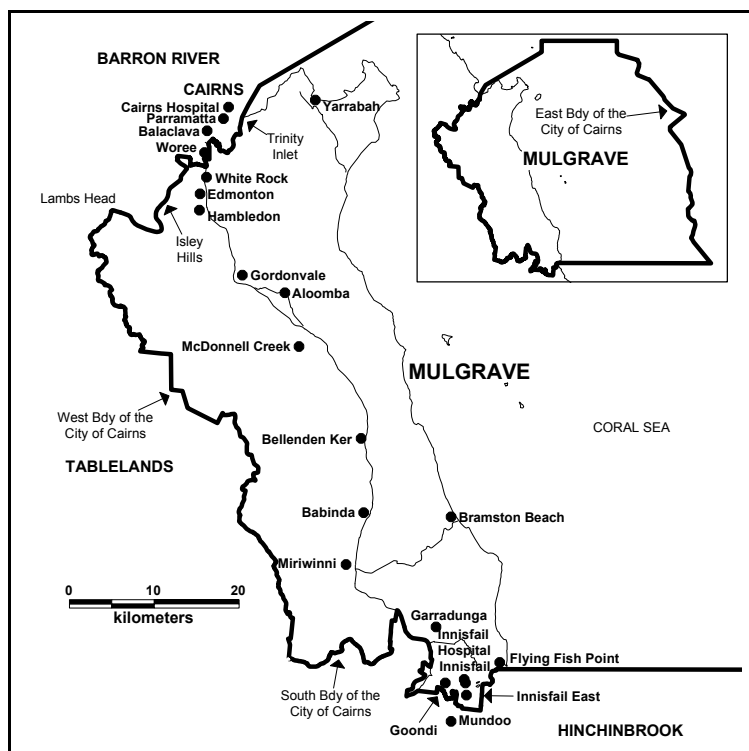 BARRON RIVER
CAIRNS
Cairns Hospital
Parramatta
Balaclava
Woree
Yarrabah
Trinity
Inlet
White Rock
Edmonton
Hambledon
Lambs Head
Isley
Hills
East Bdy of the
City of Cairns
MULGRAVE
Gordonvale
Aloomba
McDonnell Creek
MULGRAVE
West Bdy of the
City of Cairns
CORAL SEA
Bellenden Ker
TABLELANDS
Babinda
Bramston Beach
Miriwinni
0 10 20
kilometers
Garradunga
Innisfail
Hospital
Innisfail
Flying Fish Point
South Bdy of the
City of Cairns
Innisfail East
Goondi
Mundoo
HINCHINBROOK